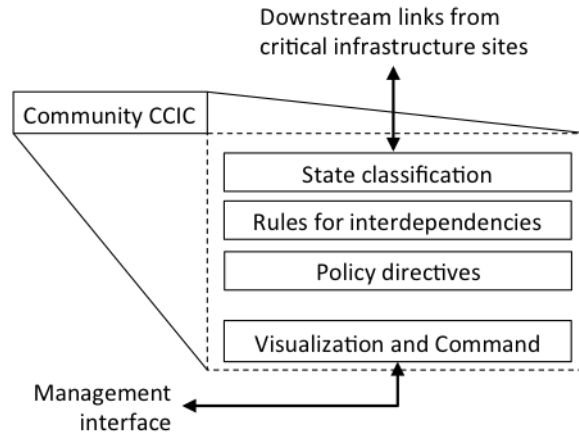 Downstream links from
critical infrastructure sites
Community CCIC
State classification
Rules for interdependencies
Policy directives
Visualization and Command
Management
interface